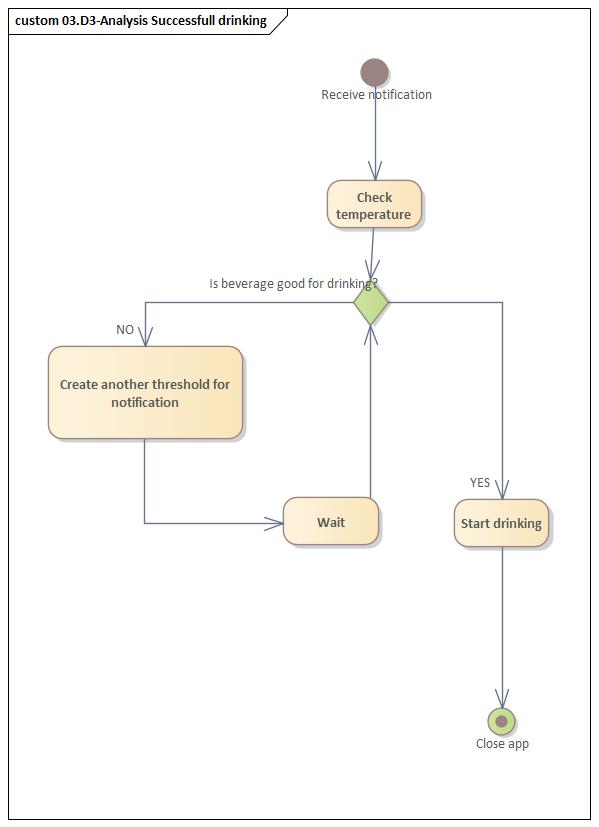 custom 03.D3-Analysis Successfull drinking
Receive notification
Check
temperature
Is beverage good for drinking?
NO
Create another threshold for
notification
YES
Wait
Start drinking
Close app